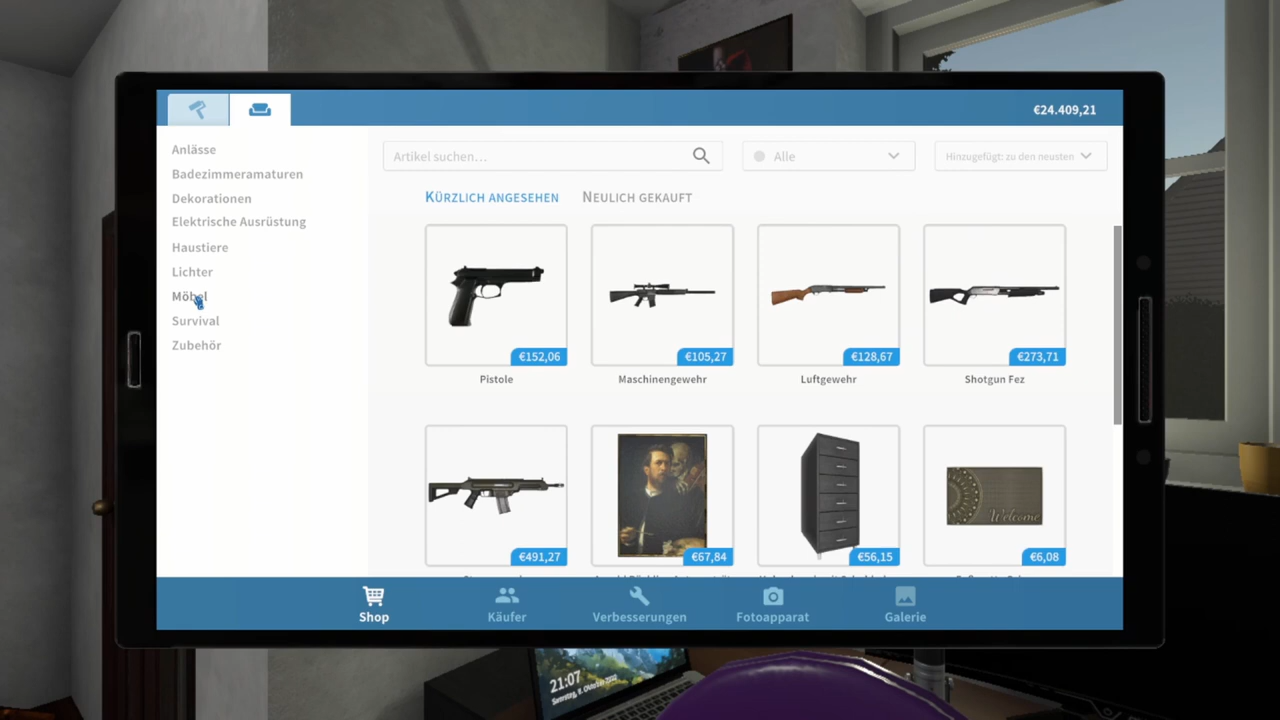 €24.409,21
Anlässe
Badezimmeramaturen
Dekorationen
Elektrische Ausrüstung
Haustiere
Lichter
Möbel
Survival
Zubehör
Artikel suchen...
Alle
Hinzugefügt: zu den neusten
KÜRZLICH ANGESEHEN
NEULICH GEKAUFT
€152,06
€105,27
€128,67
€273,71
Pistole
Maschinengewehr
Luftgewehr
Shotgun Fez
Welcome
€491,27
€67,84
€56,15
€6,08
Shop
Käufer
Verbesserungen
Fotoapparat
Galerie
21:07